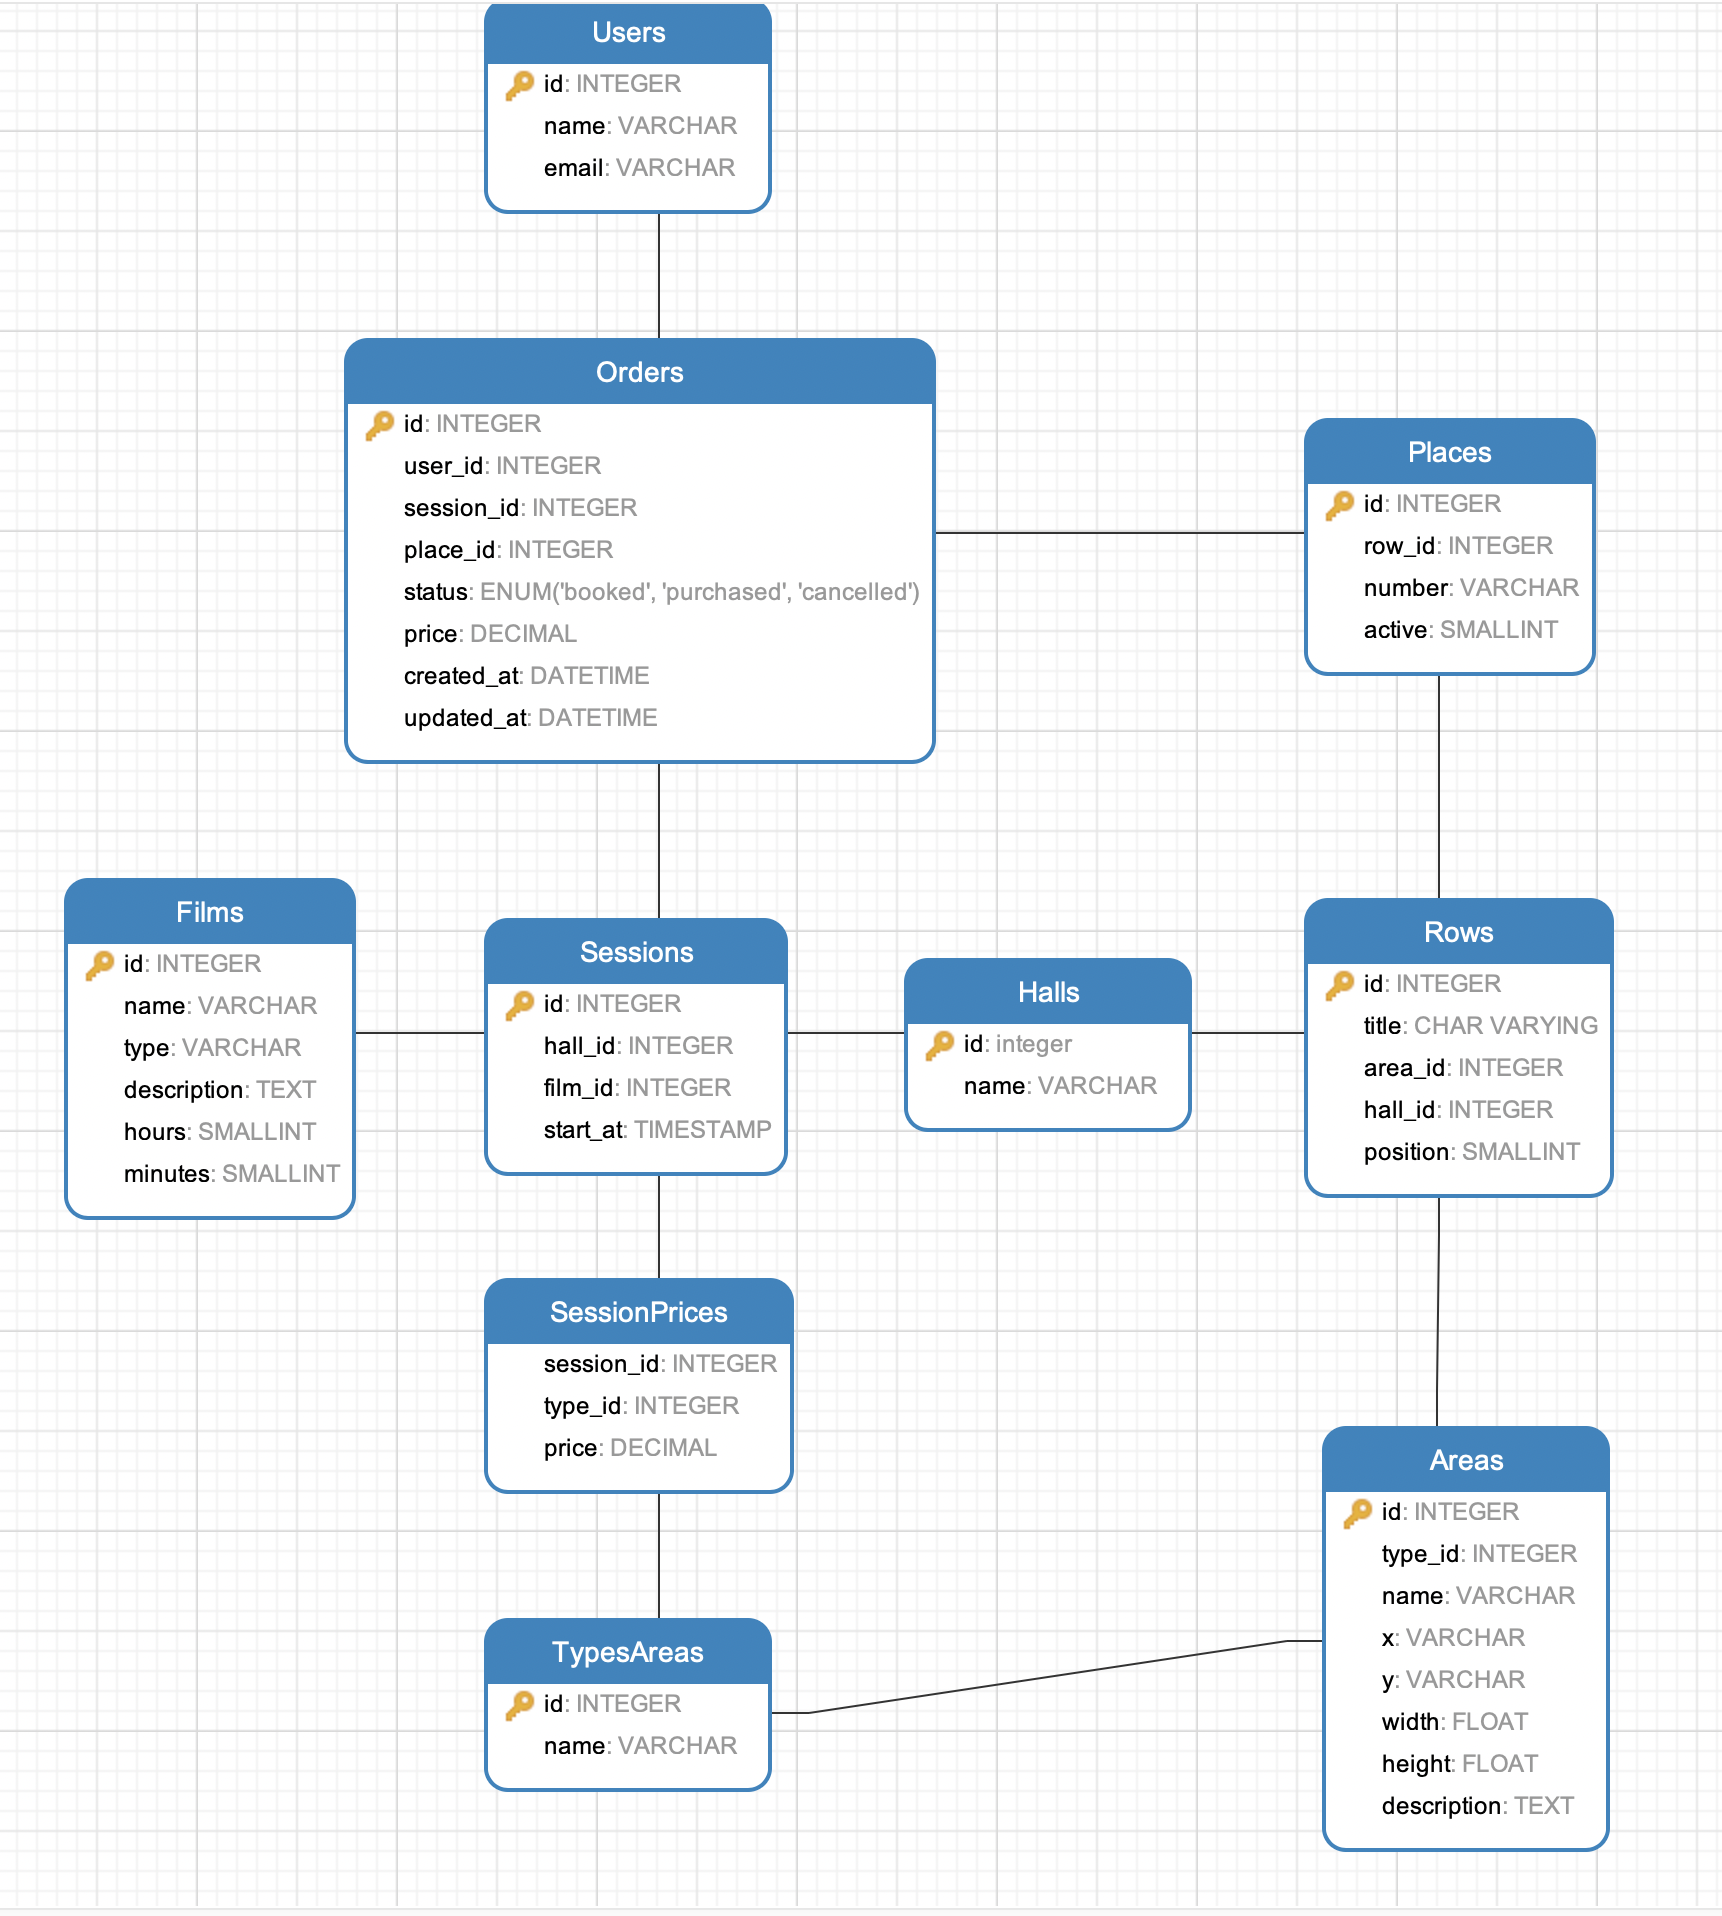 Users
id: INTEGER
name: VARCHAR
email: VARCHAR
Orders
id: INTEGER
user_id: INTEGER
session_id: INTEGER
place_id: INTEGER
status: ENUM('booked', 'purchased', 'cancelled')
price: DECIMAL
created_at: DATETIME
updated_at: DATETIME
Places
id: INTEGER
row_id: INTEGER
number: VARCHAR
active: SMALLINT
Films
id: INTEGER
name: VARCHAR
type: VARCHAR
description: TEXT
hours: SMALLINT
minutes: SMALLINT
Sessions
id: INTEGER
hall_id: INTEGER
film_id: INTEGER
start_at: TIMESTAMP
Halls
id: integer
name: VARCHAR
Rows
id: INTEGER
title: CHAR VARYING
area_id: INTEGER
hall_id: INTEGER
position: SMALLINT
SessionPrices
session_id: INTEGER
type_id: INTEGER
price: DECIMAL
TypesAreas
id: INTEGER
name: VARCHAR
Areas
id: INTEGER
type_id: INTEGER
name: VARCHAR
x: VARCHAR
y: VARCHAR
width: FLOAT
height: FLOAT
description: TEXT